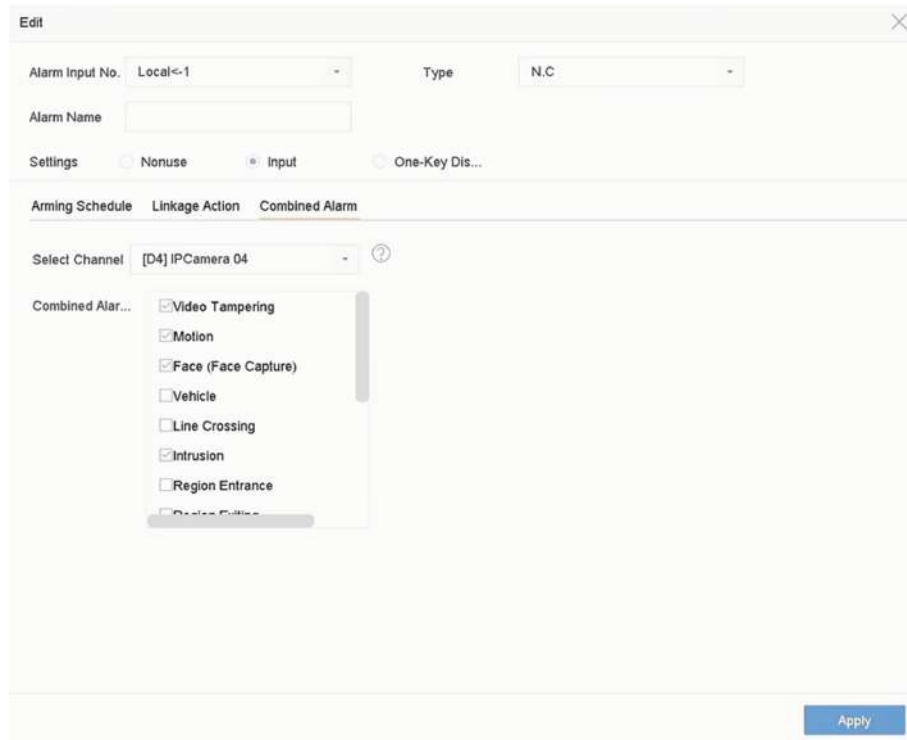 Edit
Alarm Input No. Local<-1 Type N.C
Alarm Name
Settings Nonuse Input One-Key Dis...
Arming Schedule Linkage Action Combined Alarm
Select Channel [D4] IPCamera 04 ?
Combined Alar... Video Tampering
Motion
Face (Face Capture)
Vehicle
Line Crossing
Intrusion
Region Entrance
Region Exiting
Apply